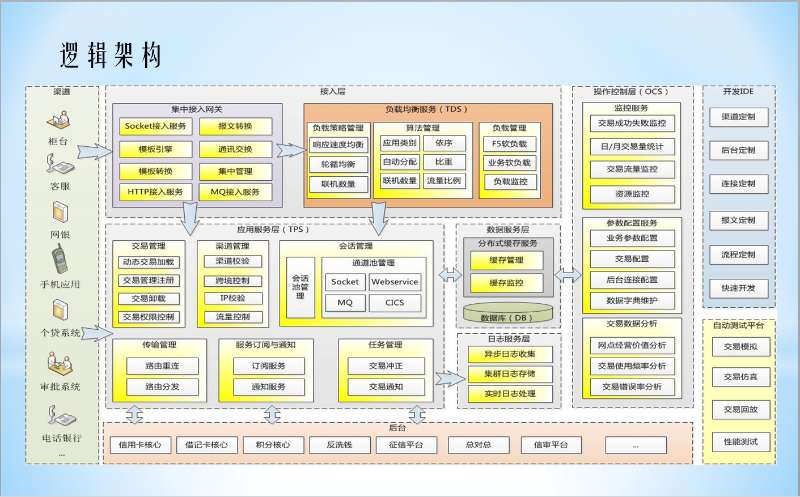 逻辑架构
渠道
柜台
客服
网银
手机应用
个贷系统
审批系统
电话银行
...
接入层
集中接入网关
Socket接入服务
报文转换
模板引擎
通讯交换
模板转换
集中管理
HTTP接入服务
MQ接入服务
负载均衡服务（TDS）
负载策略管理
响应速度均衡
轮循均衡
联机数量
算法管理
应用类别
依序
自动分配
比重
联机数量
流量比例
负载管理
F5软负载
业务软负载
负载监控
应用服务层（TPS）
交易管理
动态交易加载
交易管理注册
交易卸载
交易权限控制
渠道管理
渠道校验
跨境控制
IP校验
流量控制
会话管理
会话池管理
通道池管理
Socket
Webservice
MQ
CICS
传输管理
路由重连
路由分发
服务订阅与通知
订阅服务
通知服务
任务管理
交易冲正
交易通知
数据服务层
分布式缓存服务
缓存管理
缓存监控
数据库（DB）
日志服务层
异步日志收集
集群日志存储
实时日志处理
操作控制层（OCS）
监控服务
交易成功失败监控
日/月交易量统计
交易流量监控
资源监控
参数配置服务
业务参数配置
交易配置
后台连接配置
数据字典维护
交易数据分析
网点经营价值分析
交易使用频率分析
交易错误率分析
开发IDE
渠道定制
后台定制
连接定制
报文定制
流程定制
快速开发
自动测试平台
交易模拟
交易仿真
交易回放
性能测试
后台
信用卡核心
借记卡核心
积分核心
反洗钱
征信平台
总对总
信审平台
...